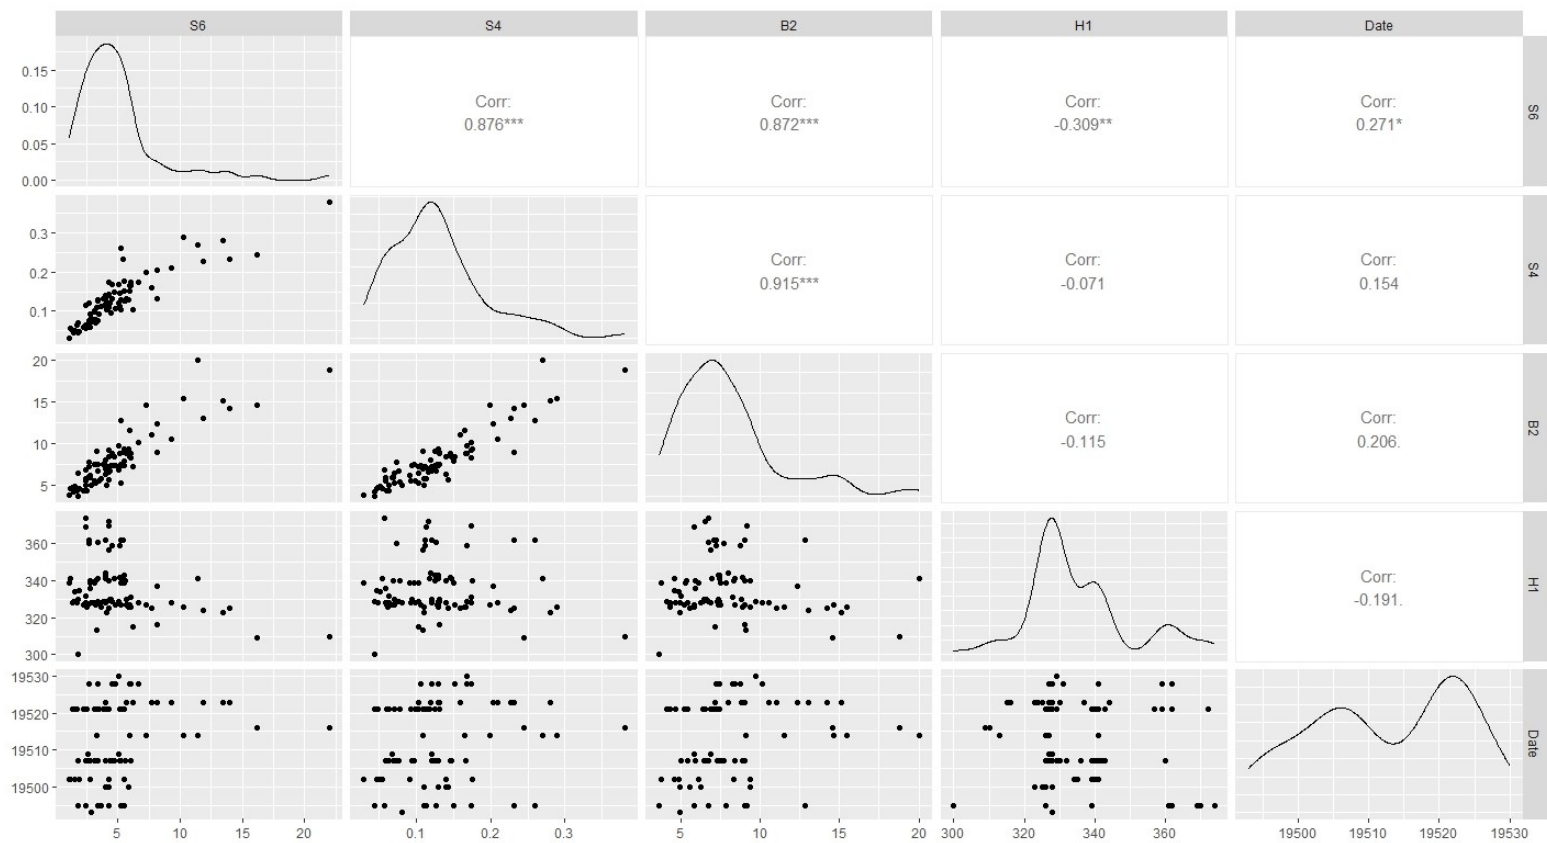 S6 S4 B2 H1 Date
0.15
0.10
0.05
0.00
Corr:
0.876***
Corr:
0.872***
Corr:
-0.309**
Corr:
0.271*
S6
0.3
0.2
0.1
Corr:
0.915***
Corr:
-0.071
Corr:
0.154
S4
20
15
10
5
Corr:
-0.115
Corr:
0.206.
B2
360
340
320
300
Corr:
-0.191.
H1
19530
19520
19510
19500
Date
5 10 15 20 0.1 0.2 0.3 5 10 15 20 300 320 340 360 19500 19510 19520 19530